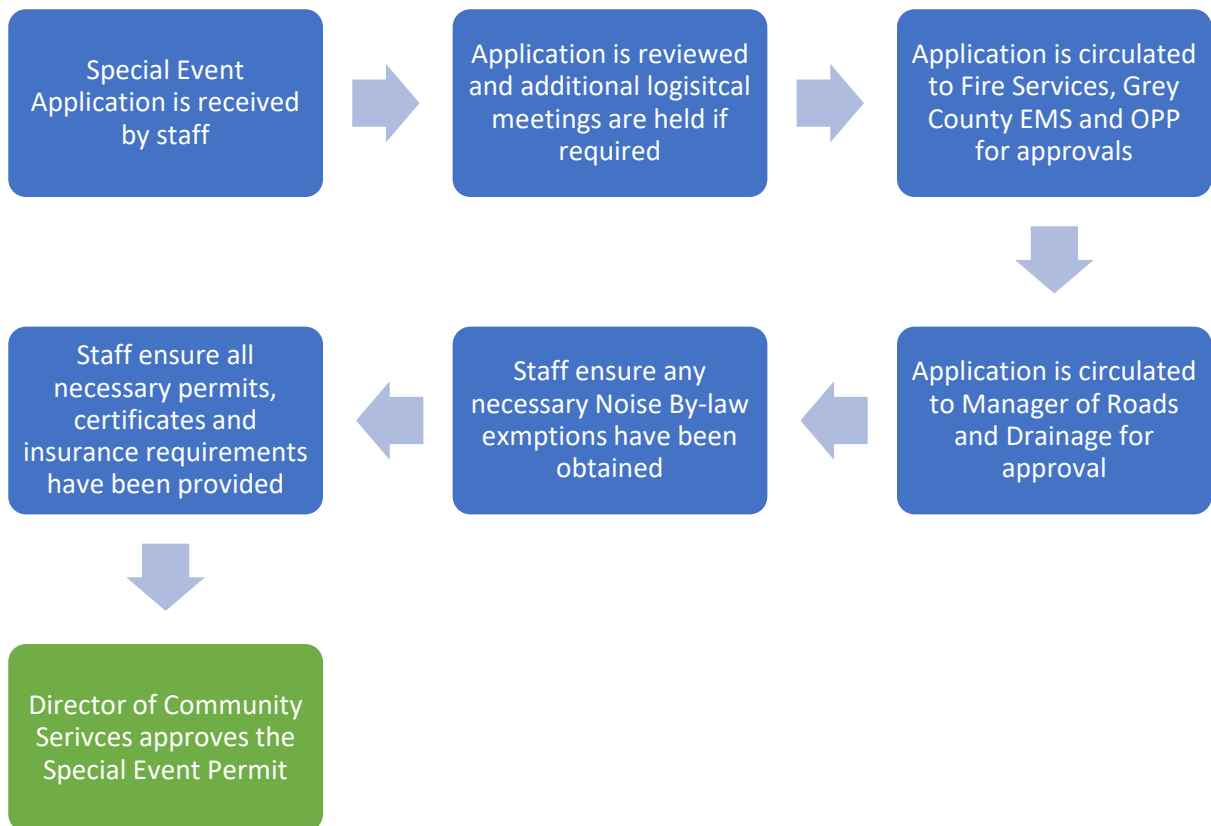 Special Event
Application is received
by staff
Application is reviewed
and additional logisitcal
meetings are held if
required
Application is circulated
to Fire Services, Grey
County EMS and OPP
for approvals
Application is circulated
to Manager of Roads
and Drainage for
approval
Staff ensure any
necessary Noise By-law
exmptions have been
obtained
Staff ensure all
necessary permits,
certificates and
insurance requirements
have been provided
Director of Community
Serivces approves the
Special Event Permit